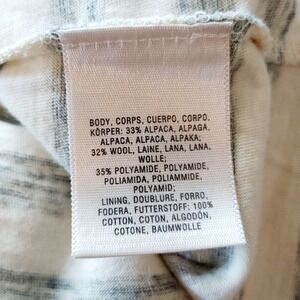 BODY, CORPS, CUERPO, CORPO,
KÖRPER: 33% ALPACA, ALPAGA,
ALPACA, ALPACA, ALPAKA;
32% WOOL, LAINE, LANA, LANA,
WOLLE;
35% POLYAMIDE, POLYAMIDE,
POLIAMIDA, POLIAMMIDE,
POLYAMID;
LINING, DOUBLURE, FORRO,
FODERA, FUTTERSTOFF: 100%
COTTON, COTON, ALGODÓN,
COTONE, BAUMWOLLE